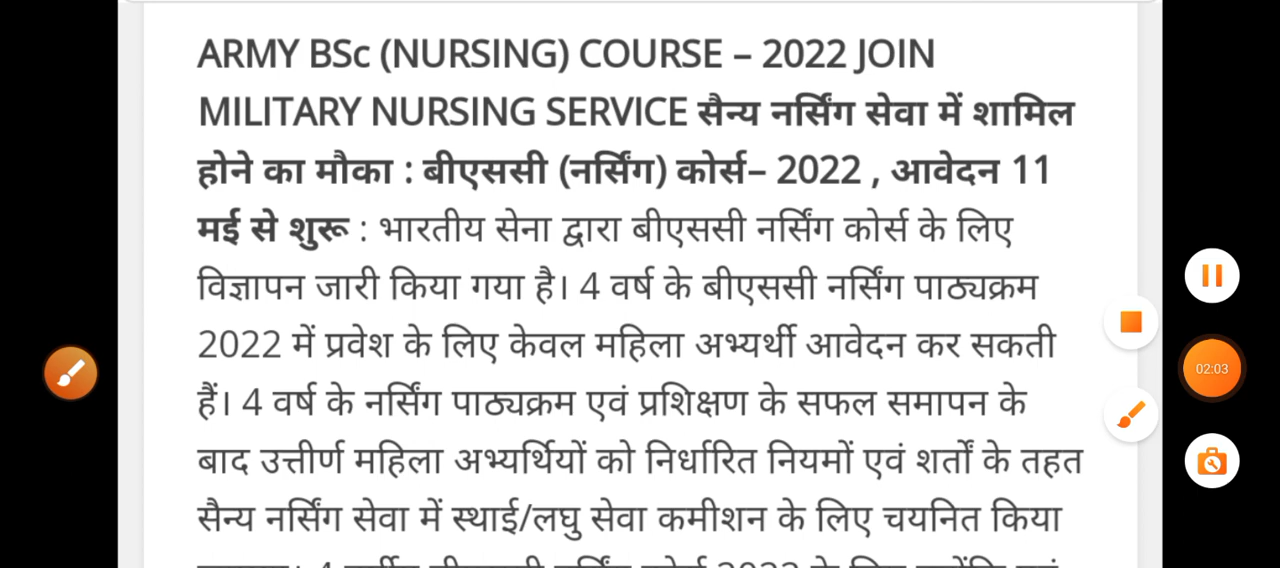 ARMY BSc (NURSING) COURSE – 2022 JOIN
MILITARY NURSING SERVICE सैन्य नर्सिंग सेवा में शामिल
होने का मौका : बीएससी (नर्सिंग) कोर्स– 2022 , आवेदन 11
मई से शुरू : भारतीय सेना द्वारा बीएससी नर्सिंग कोर्स के लिए
विज्ञापन जारी किया गया है। 4 वर्ष के बीएससी नर्सिंग पाठ्यक्रम
2022 में प्रवेश के लिए केवल महिला अभ्यर्थी आवेदन कर सकती
हैं। 4 वर्ष के नर्सिंग पाठ्यक्रम एवं प्रशिक्षण के सफल समापन के
बाद उत्तीर्ण महिला अभ्यर्थियों को निर्धारित नियमों एवं शर्तों के तहत
सैन्य नर्सिंग सेवा में स्थाई/लघु सेवा कमीशन के लिए चयनित किया
02:03